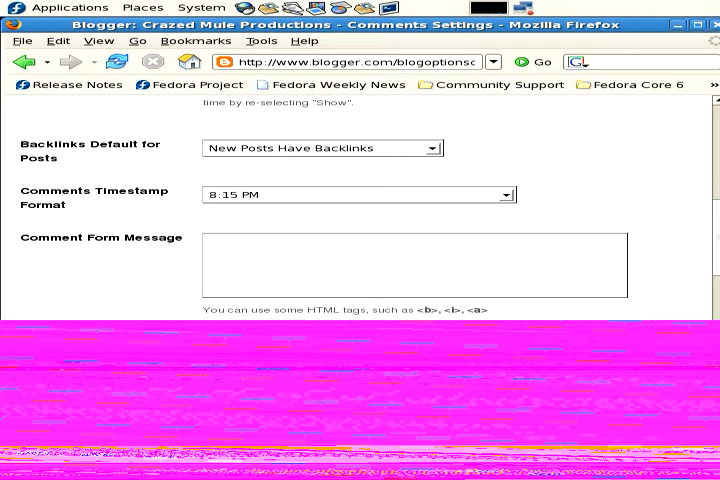 Applications Places System
Blogger: Crazed Mule Productions - Comments Settings - Mozilla Firefox
File Edit View Go Bookmarks Tools Help
http://www.blogger.com/blogoptionsc Go
Release Notes Fedora Project Fedora Weekly News Community Support Fedora Core 6 »
time by re-selecting "Show".
Backlinks Default for Posts
New Posts Have Backlinks
Comments Timestamp Format
8:15 PM
Comment Form Message
You can use some HTML tags, such as <b>, <i>, <a>